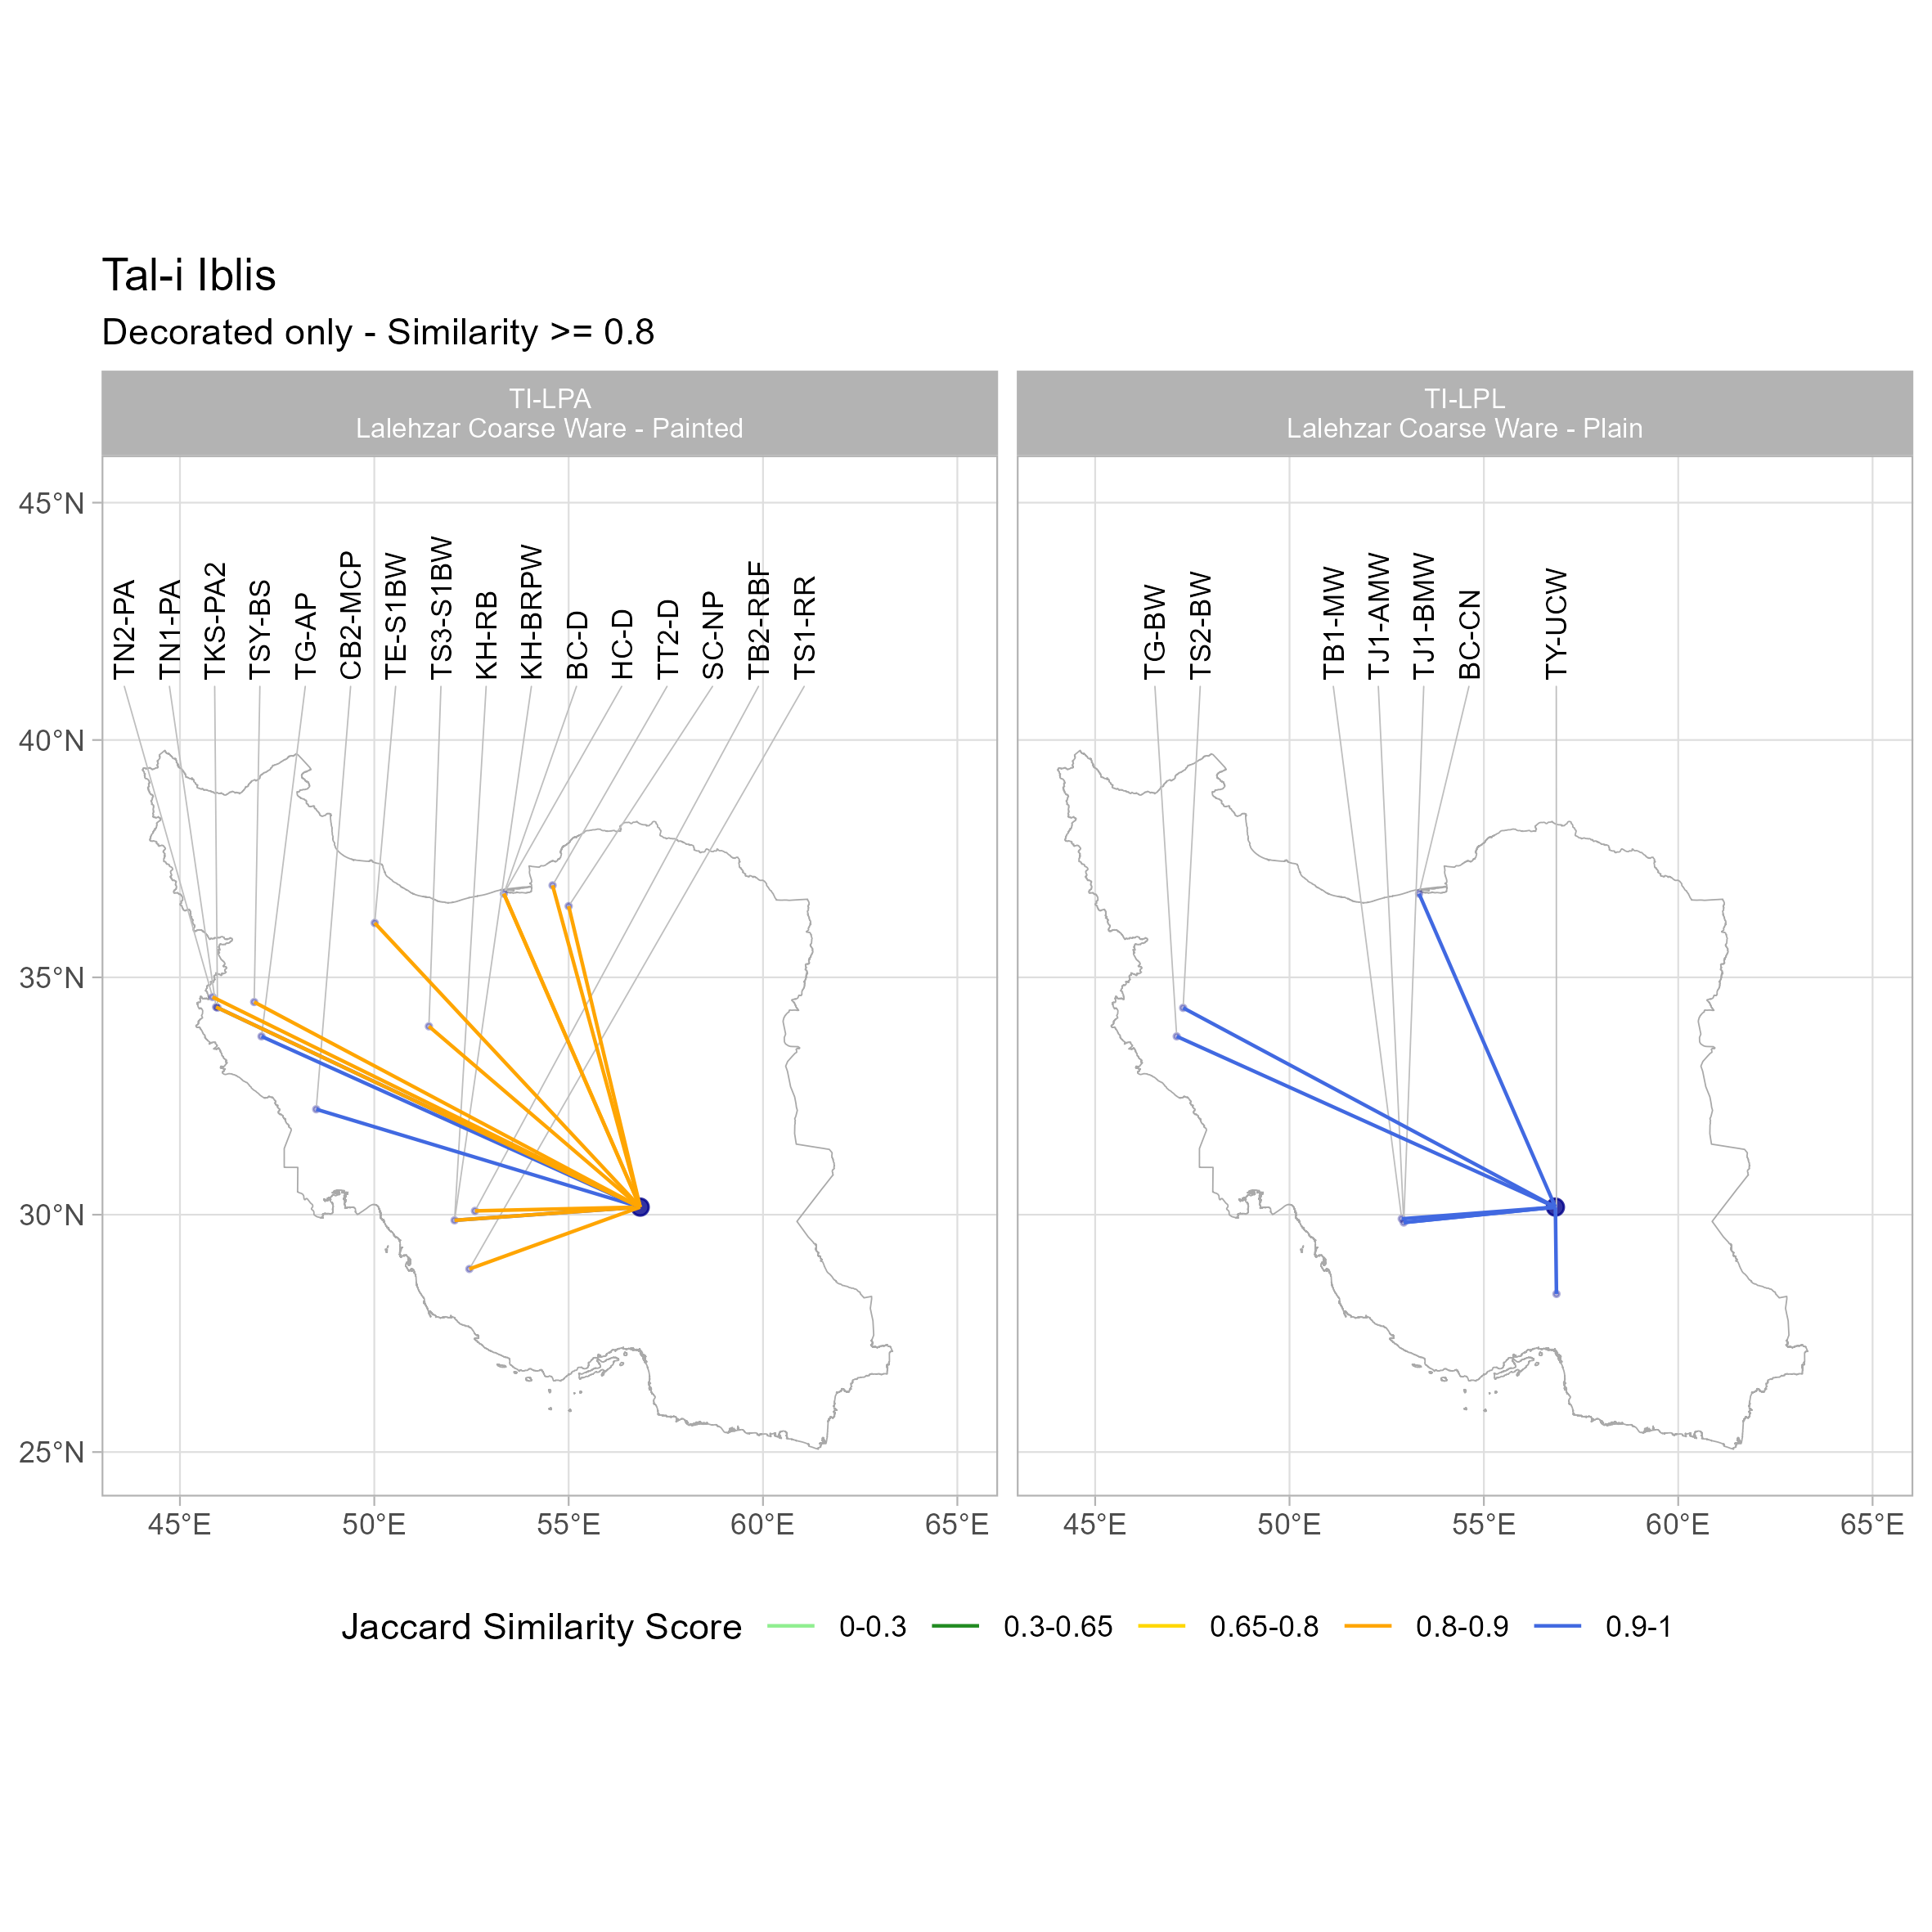 Tal-i Iblis
Decorated only - Similarity >= 0.8
TI-LPA
Lalehzar Coarse Ware - Painted
TI-LPL
Lalehzar Coarse Ware - Plain
TN2-PA
TN1-PA
TKS-PA2
TSY-BS
TG-AP
CB2-MCP
TE-S1BW
TS3-S1BW
KH-RB
KH-BRPW
BC-D
HC-D
TT2-D
SC-NP
TB2-RBF
TS1-RR
TG-BW
TS2-BW
TB1-MW
TJ1-AMW
TJ1-BMW
BC-CN
TY-UCW
45°N
40°N
35°N
30°N
25°N
45°E 50°E 55°E 60°E 65°E
45°E 50°E 55°E 60°E 65°E
Jaccard Similarity Score 0-0.3 0.3-0.65 0.65-0.8 0.8-0.9 0.9-1